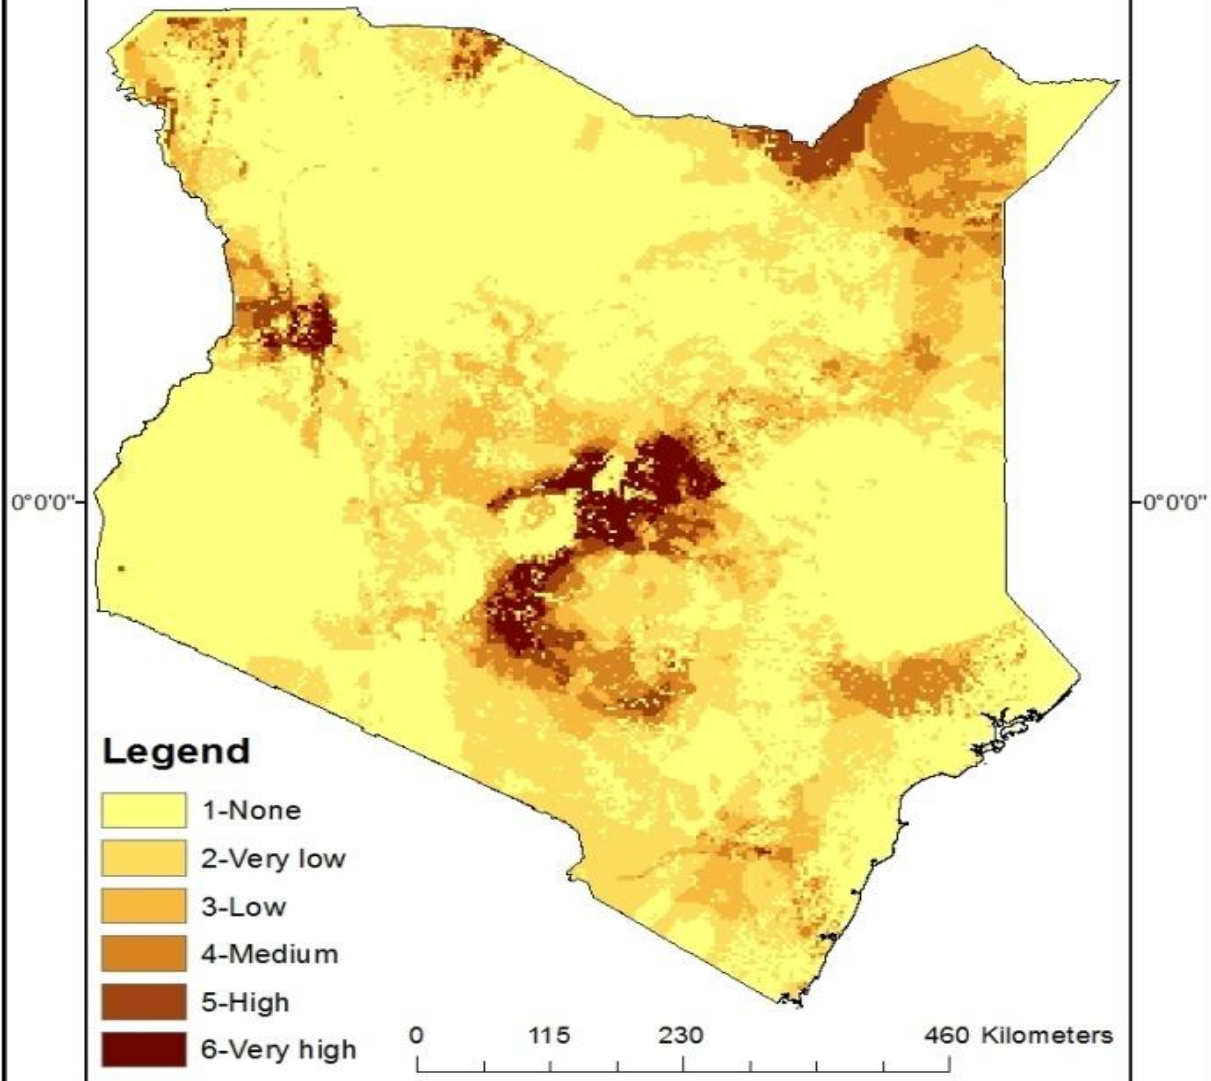 0°0'0"
0°0'0"
Legend
1-None
2-Very low
3-Low
4-Medium
5-High
6-Very high
0 115 230 460 Kilometers